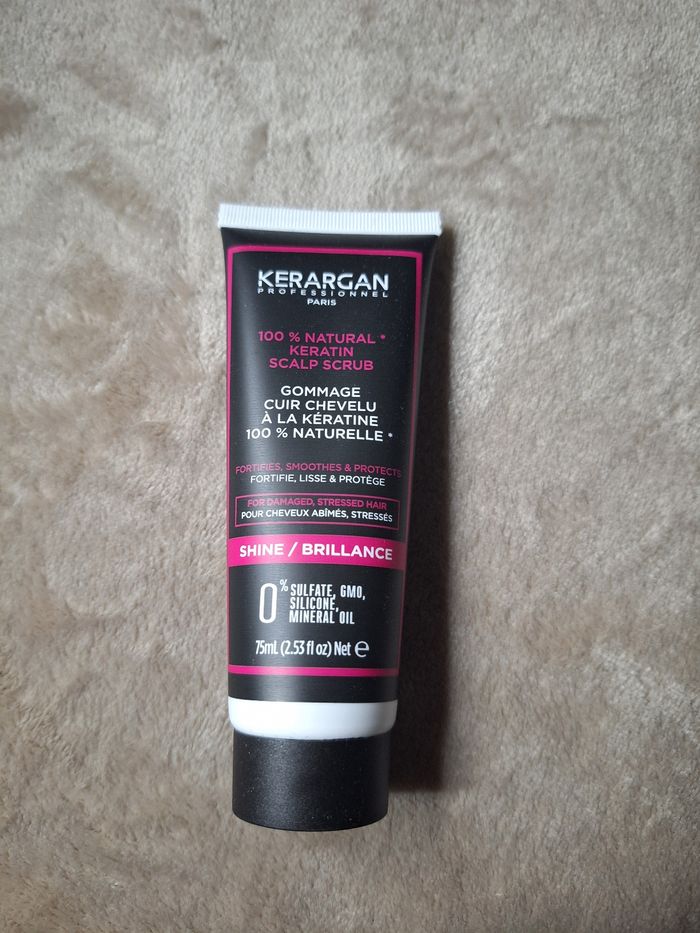 KERARGAN
PROFESSIONNEL
PARIS
100 % NATURAL *
KERATIN
SCALP SCRUB
GOMMAGE
CUIR CHEVELU
À LA KÉRATINE
100 % NATURELLE *
FORTIFIES, SMOOTHES & PROTECTS
FORTIFIE, LISSE & PROTÈGE
FOR DAMAGED, STRESSED HAIR
POUR CHEVEUX ABÎMÉS, STRESSÉS
SHINE / BRILLANCE
0% SULFATE, GMO,
SILICONE,
MINERAL OIL
75mL (2.53 fl oz) Net e